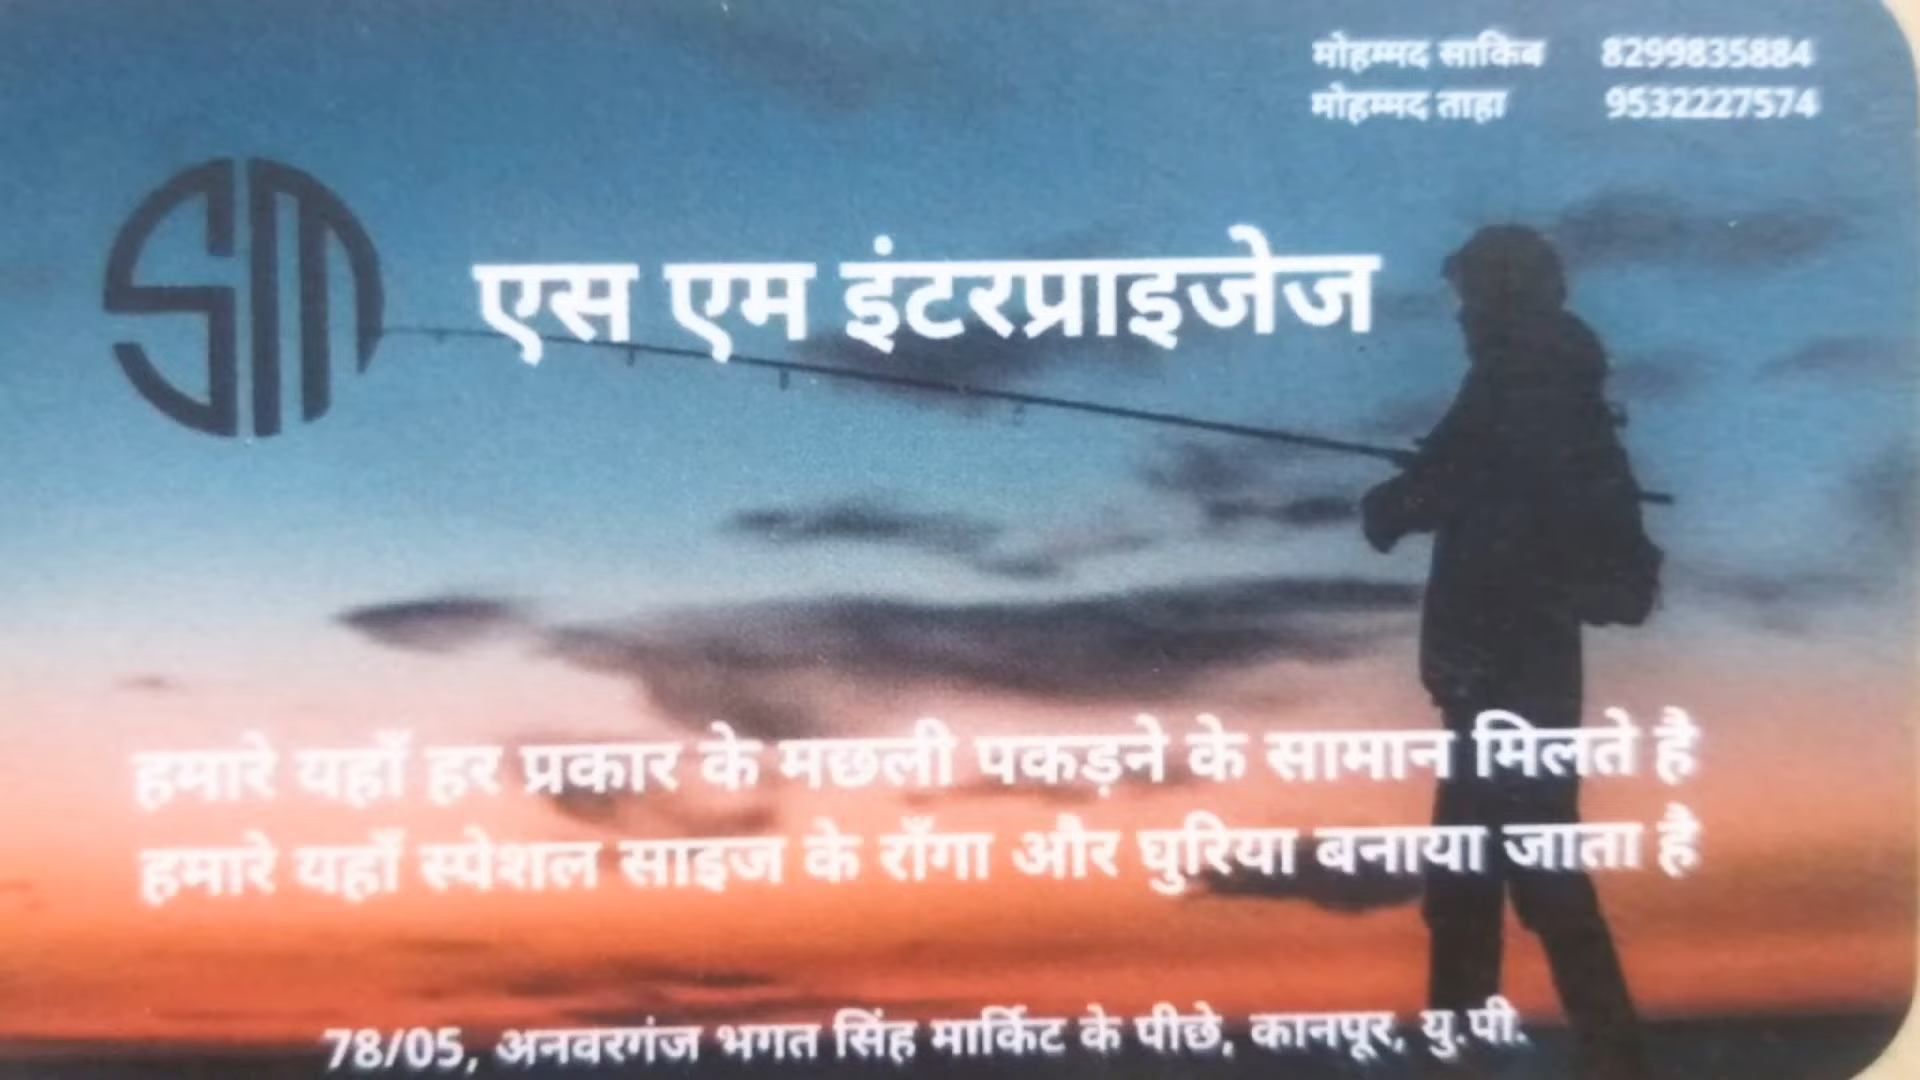 मोहम्मद साकिब 8299835884
मोहम्मद ताहा 9532227574
SM
एस एम इंटरप्राइजेज
हमारे यहाँ हर प्रकार के मछली पकड़ने के सामान मिलते है
हमारे यहाँ स्पेशल साइज के राँगा और घुरिया बनाया जाता है
78/05, अनवरगंज भगत सिंह मार्किट के पीछे, कानपूर, यु.पी.